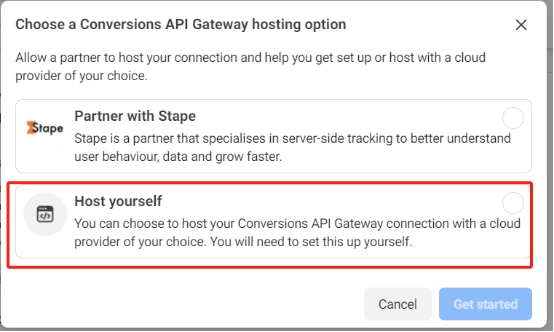 Choose a Conversions API Gateway hosting option
Allow a partner to host your connection and help you get set up or host with a cloud
provider of your choice.
Stape
Partner with Stape
Stape is a partner that specialises in server-side tracking to better understand
user behaviour, data and grow faster.
Host yourself
You can choose to host your Conversions API Gateway connection with a cloud
provider of your choice. You will need to set this up yourself.
Cancel
Get started